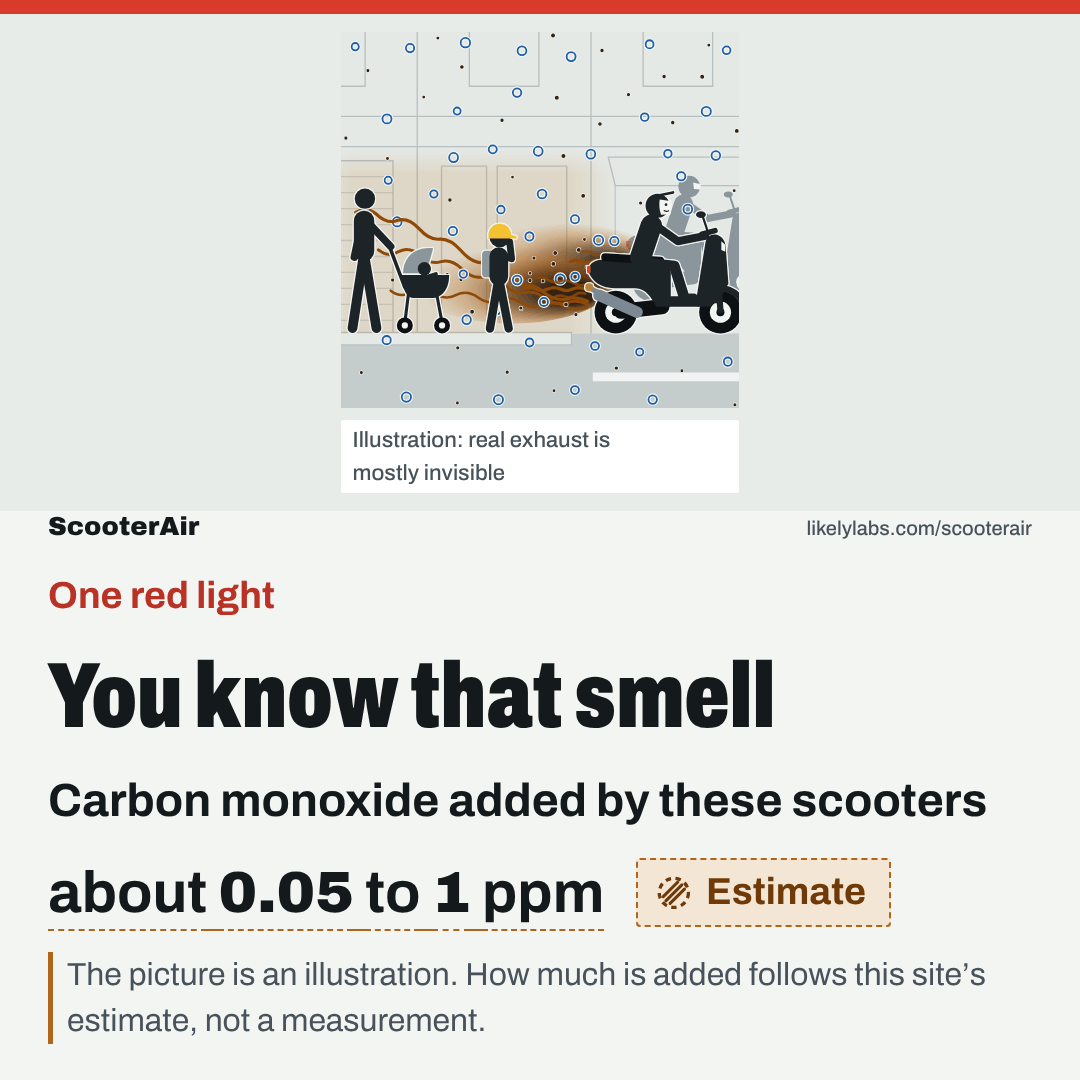 Illustration: real exhaust is
mostly invisible
ScooterAir
likelylabs.com/scooterair
One red light
You know that smell
Carbon monoxide added by these scooters
about 0.05 to 1 ppm
Estimate
The picture is an illustration. How much is added follows this site’s
estimate, not a measurement.